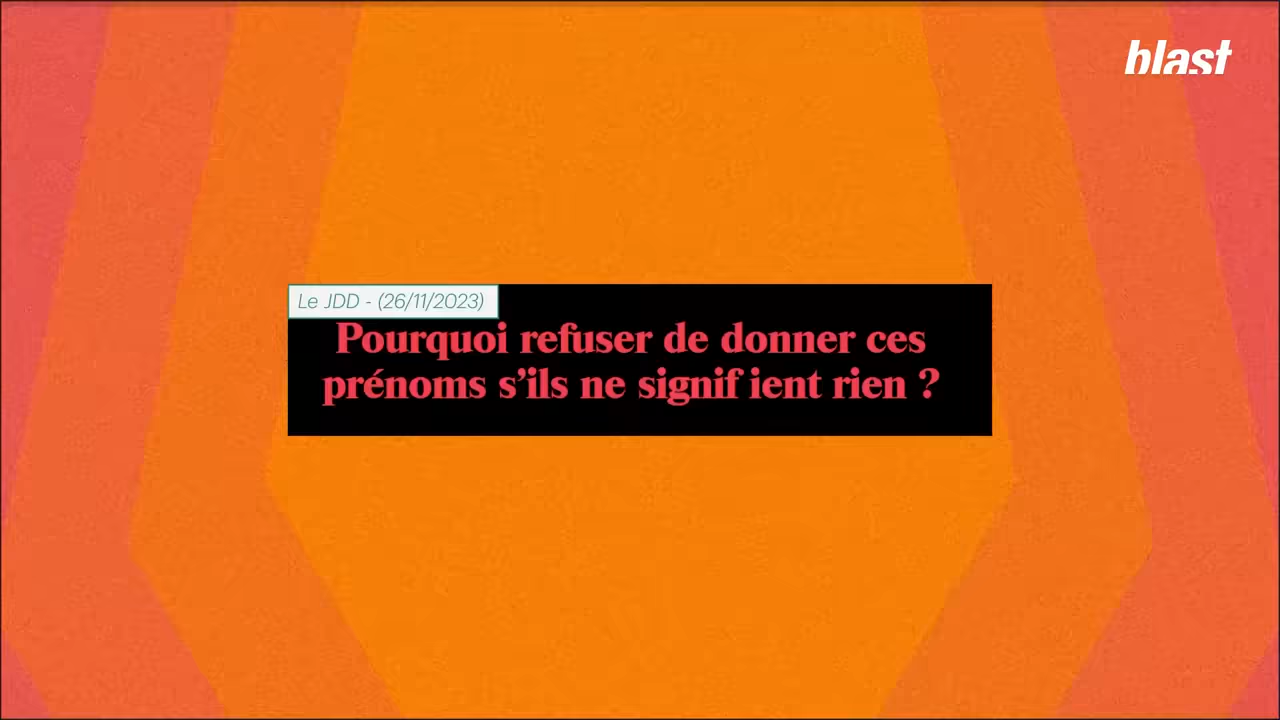 blast
Le JDD - (26/11/2023)
Pourquoi refuser de donner ces
prénoms s’ils ne signif ient rien ?